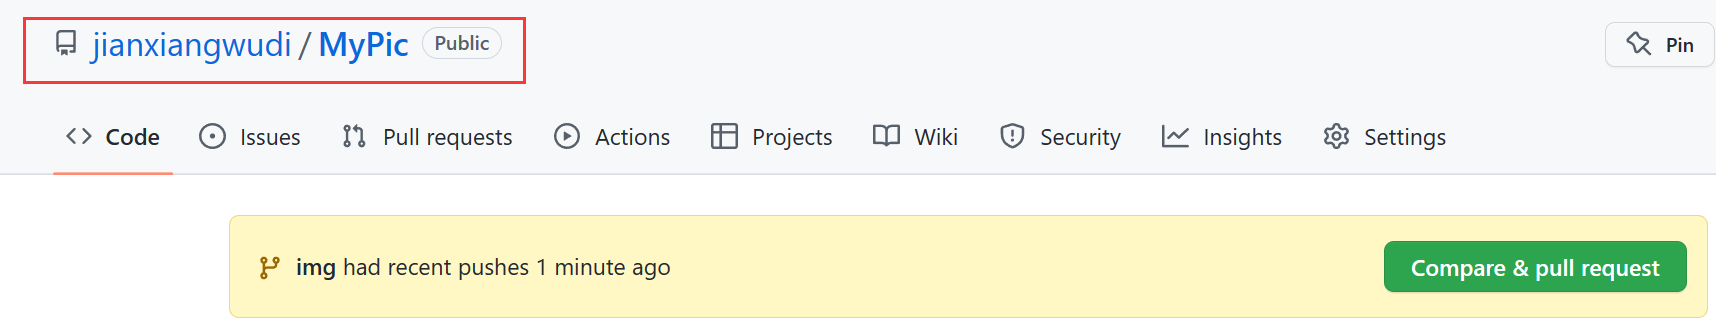 jianxiangwudi / MyPic Public Pin
Code Issues Pull requests Actions Projects Wiki Security Insights Settings
img had recent pushes 1 minute ago Compare & pull request